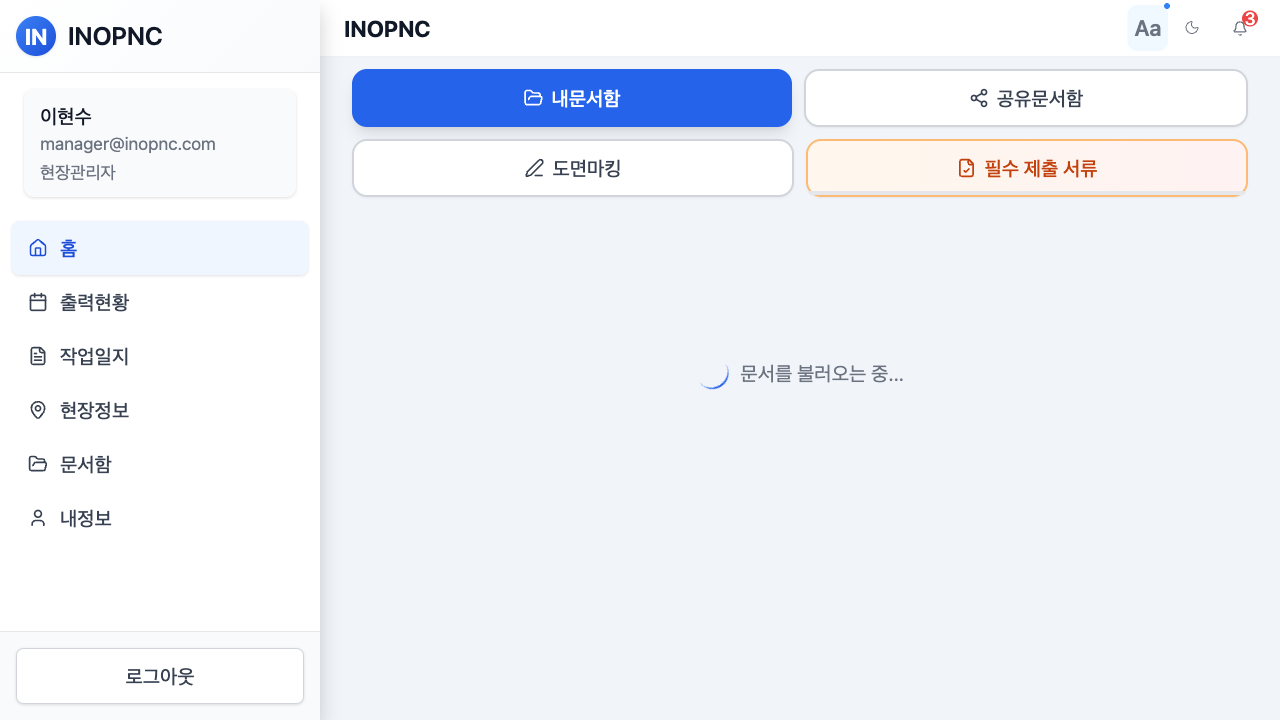 IN INOPNC
이현수
manager@inopnc.com
현장관리자
홈
출력현황
작업일지
현장정보
문서함
내정보
로그아웃
INOPNC
Aa
3
내문서함
공유문서함
도면마킹
필수 제출 서류
문서를 불러오는 중...